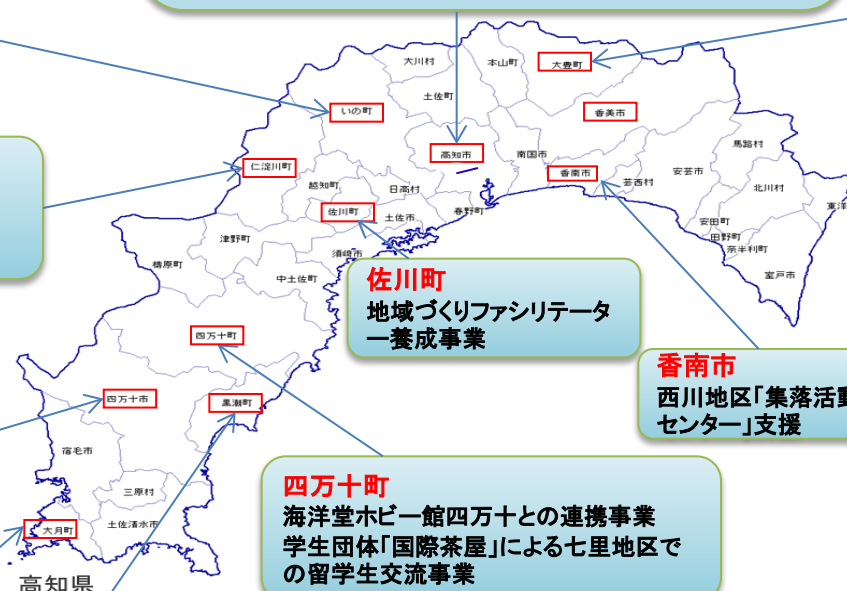 大川村
本山町
大豊町
土佐町
いの町
香美市
高知市
南国市
馬路村
仁淀川町
香南市
安芸市
芸西村
越知町
日高村
北川村
佐川町
土佐市
春野町
東洋
安田町
田野町
奈半利町
津野町
須崎市
室戸市
梼原町
中土佐町
佐川町
地域づくりファシリテータ
ー養成事業
四万十町
香南市
西川地区「集落活動
センター」支援
四万十市
黒潮町
宿毛市
四万十町
海洋堂ホビー館四万十との連携事業
学生団体「国際茶屋」による七里地区で
の留学生交流事業
三原村
大月町
土佐清水市
高知県